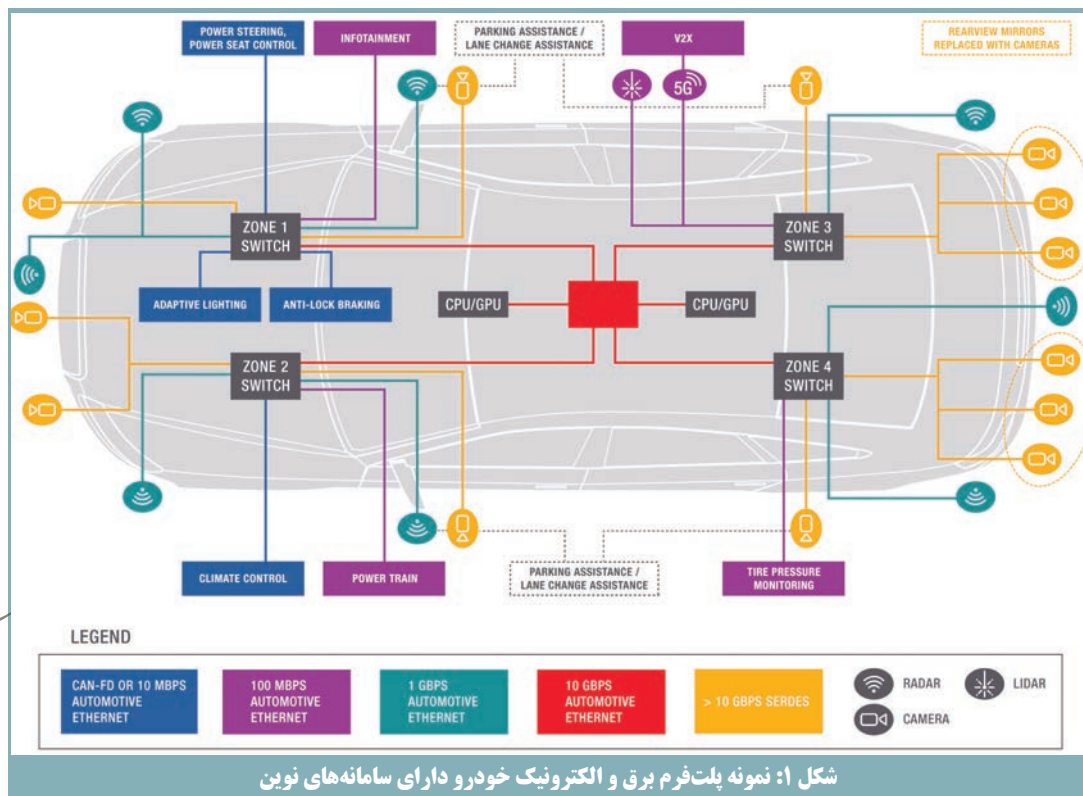 POWER STEERING,
POWER SEAT CONTROL
INFOTAINMENT
PARKING ASSISTANCE /
LANE CHANGE ASSISTANCE
V2X
REARVIEW MIRRORS
REPLACED WITH CAMERAS
5G
ZONE 1
SWITCH
ZONE 3
SWITCH
ADAPTIVE LIGHTING
ANTI-LOCK BRAKING
CPU/GPU
CPU/GPU
ZONE 2
SWITCH
ZONE 4
SWITCH
CLIMATE CONTROL
POWER TRAIN
PARKING ASSISTANCE /
LANE CHANGE ASSISTANCE
TIRE PRESSURE
MONITORING
LEGEND
CAN-FD OR 10 MBPS
AUTOMOTIVE
ETHERNET
100 MBPS
AUTOMOTIVE
ETHERNET
1 GBPS
AUTOMOTIVE
ETHERNET
10 GBPS
AUTOMOTIVE
ETHERNET
> 10 GBPS SERDES
RADAR
LIDAR
CAMERA
شکل ۱: نمونه پلت‌فرم برق و الکترونیک خودرو دارای سامانه‌های نوین